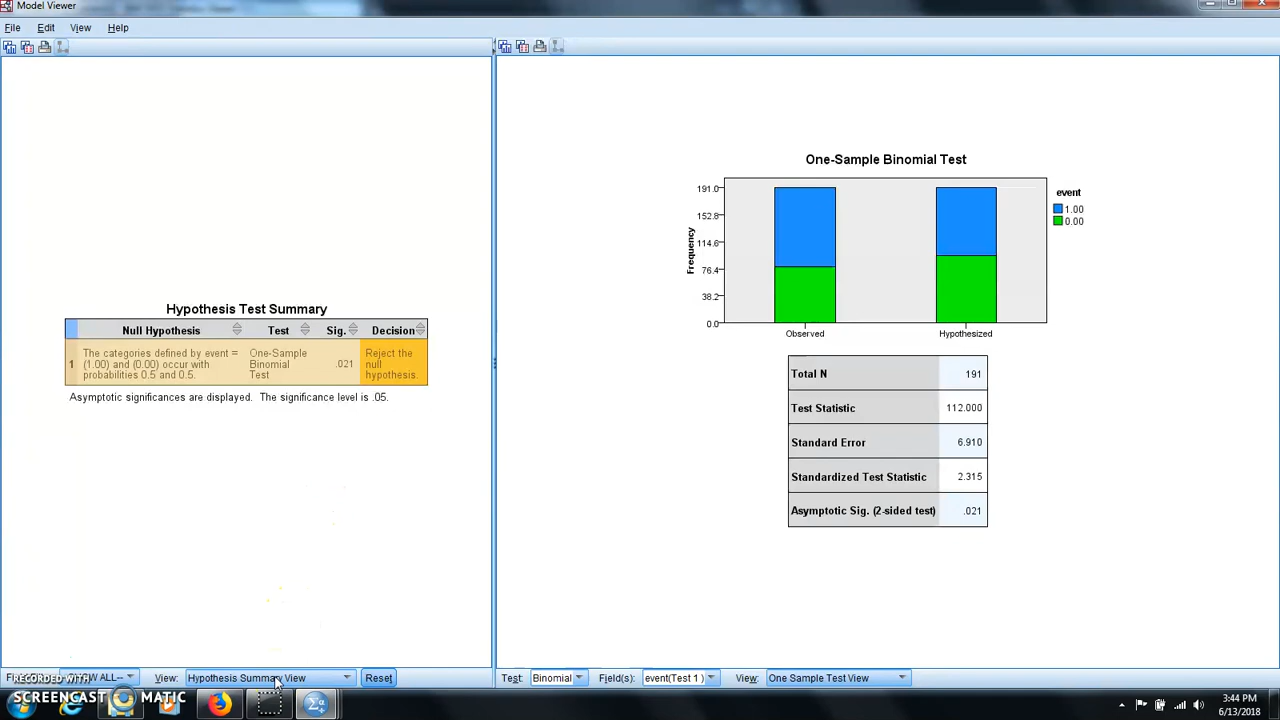 Model Viewer
File Edit View Help
Hypothesis Test Summary
Null Hypothesis Test Sig. Decision
1 The categories defined by event = (1.00) and (0.00) occur with probabilities 0.5 and 0.5. One-Sample Binomial Test .021 Reject the null hypothesis.
Asymptotic significances are displayed. The significance level is .05.
One-Sample Binomial Test
Frequency
191.0
152.8
114.6
76.4
38.2
0.0
Observed Hypothesized
event
1.00
0.00
Total N 191
Test Statistic 112.000
Standard Error 6.910
Standardized Test Statistic 2.315
Asymptotic Sig. (2-sided test) .021
View: Hypothesis Summary View Reset
Test: Binomial Field(s): event(Test 1 ) View: One Sample Test View
RECORDED WITH
SCREENCAST MATIC
3:44 PM
6/13/2018